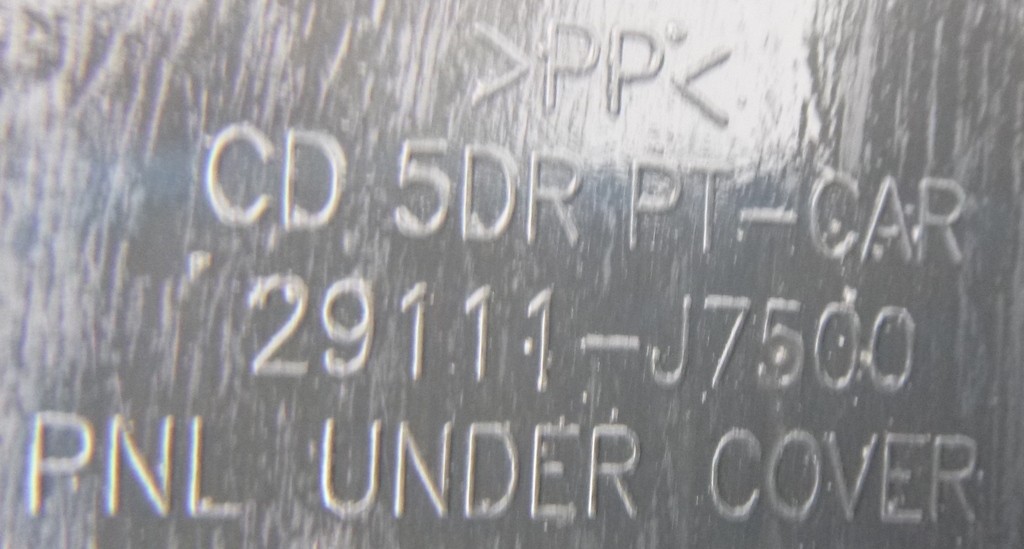 >PP<
CD 5DR PT-CAR
29111-J7500
PNL UNDER COVER